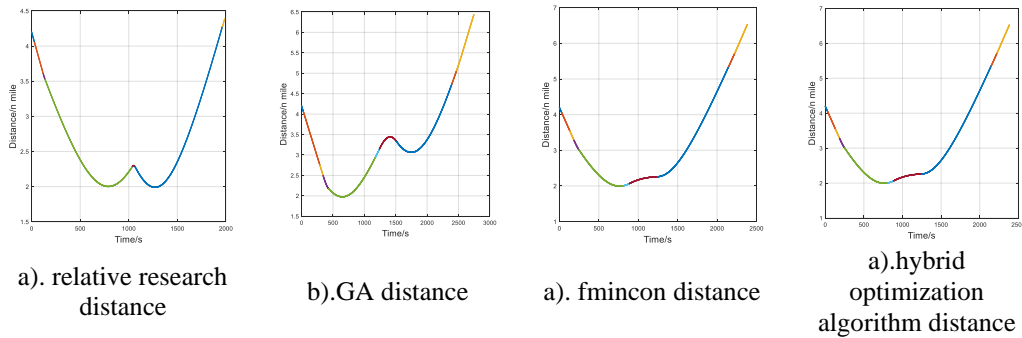 4.5
4
3.5
3
2.5
2
1.5
Distance/n mile
0 500 1000 1500 2000
Time/s
a). relative research
distance
6.5
6
5.5
5
4.5
4
3.5
3
2.5
2
1.5
Distance/n mile
0 500 1000 1500 2000 2500 3000
Time/s
b).GA distance
7
6
5
4
3
2
1
Distance/n mile
0 500 1000 1500 2000 2500
Time/s
a). fmincon distance
7
6
5
4
3
2
1
Distance/n mile
0 500 1000 1500 2000 250
Time/s
a).hybrid
optimization
algorithm distance